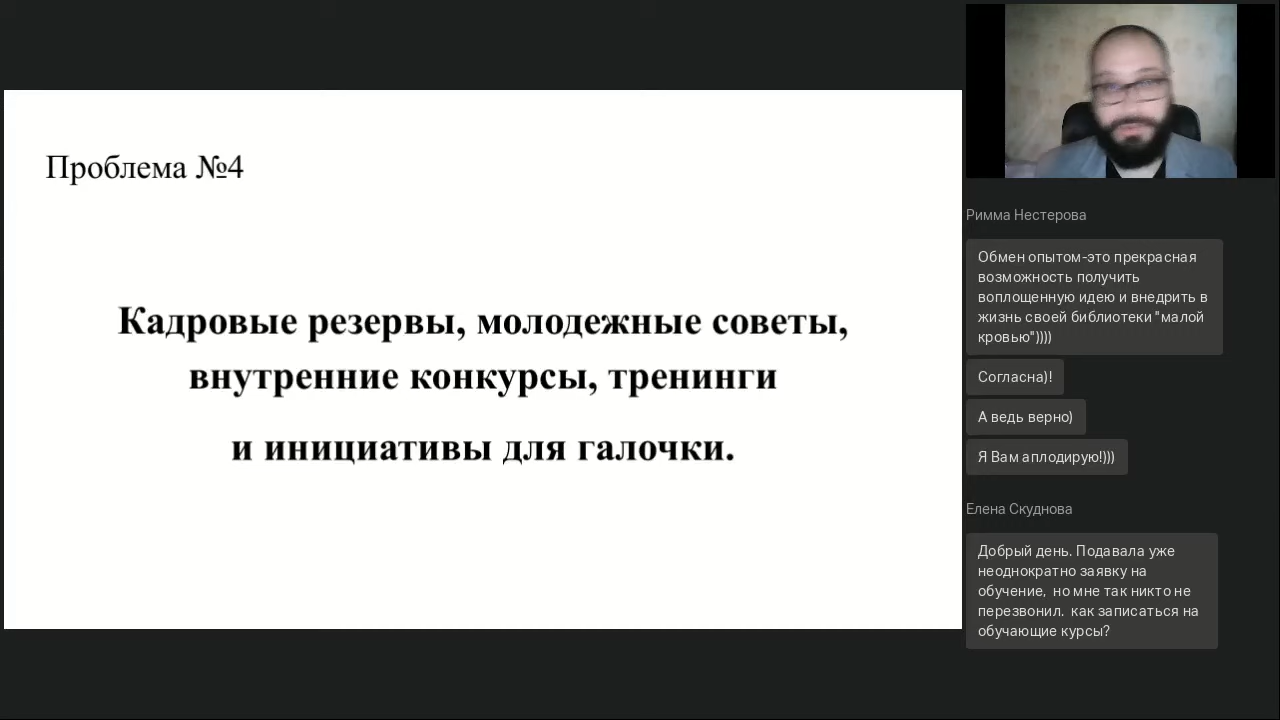 Проблема №4
Кадровые резервы, молодежные советы,
внутренние конкурсы, тренинги
и инициативы для галочки.
Римма Нестерова
Обмен опытом-это прекрасная
возможность получить
воплощенную идею и внедрить в
жизнь своей библиотеки "малой
кровью"))))
Согласна)!
А ведь верно)
Я Вам аплодирую!)))
Елена Скуднова
Добрый день. Подавала уже
неоднократно заявку на
обучение,  но мне так никто не
перезвонил.  как записаться на
обучающие курсы?